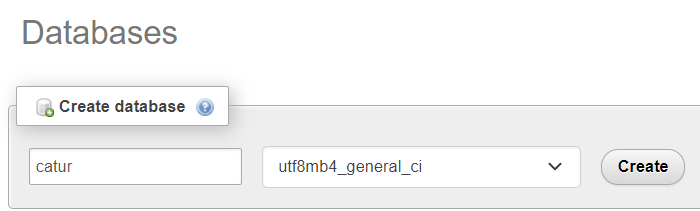 Databases
Create database
catur utf8mb4_general_ci Create